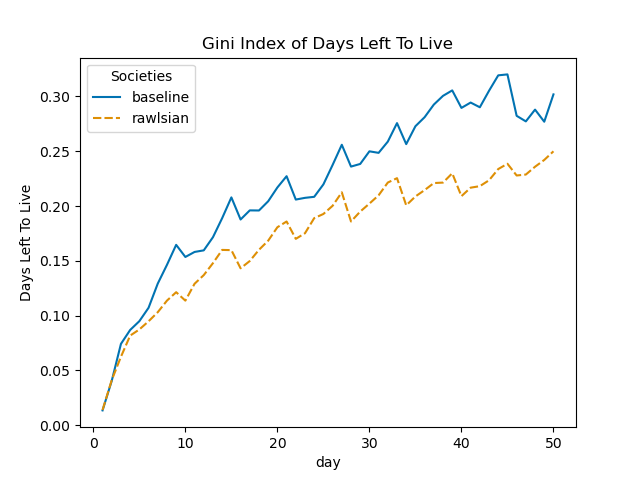 Gini Index of Days Left To Live
Societies
baseline
rawlsian
Days Left To Live
0.30
0.25
0.20
0.15
0.10
0.05
0.00
0 10 20 30 40 50
day